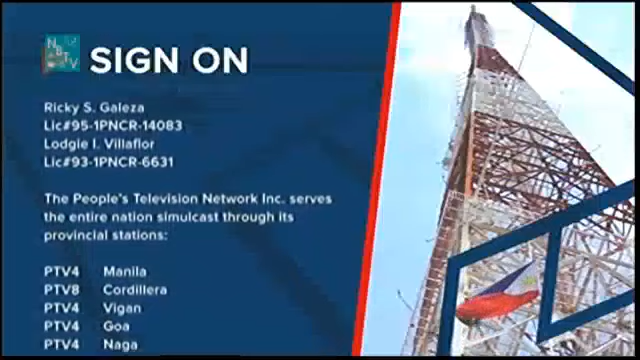 NBTV
SIGN ON
Ricky S. Galeza
Lic#95-1PNCR-14083
Lodgie I. Villaflor
Lic#93-1PNCR-6631
The People's Television Network Inc. serves
the entire nation simulcast through its
provincial stations:
PTV4 Manila
PTV8 Cordillera
PTV4 Vigan
PTV4 Goa
PTV4 Naga